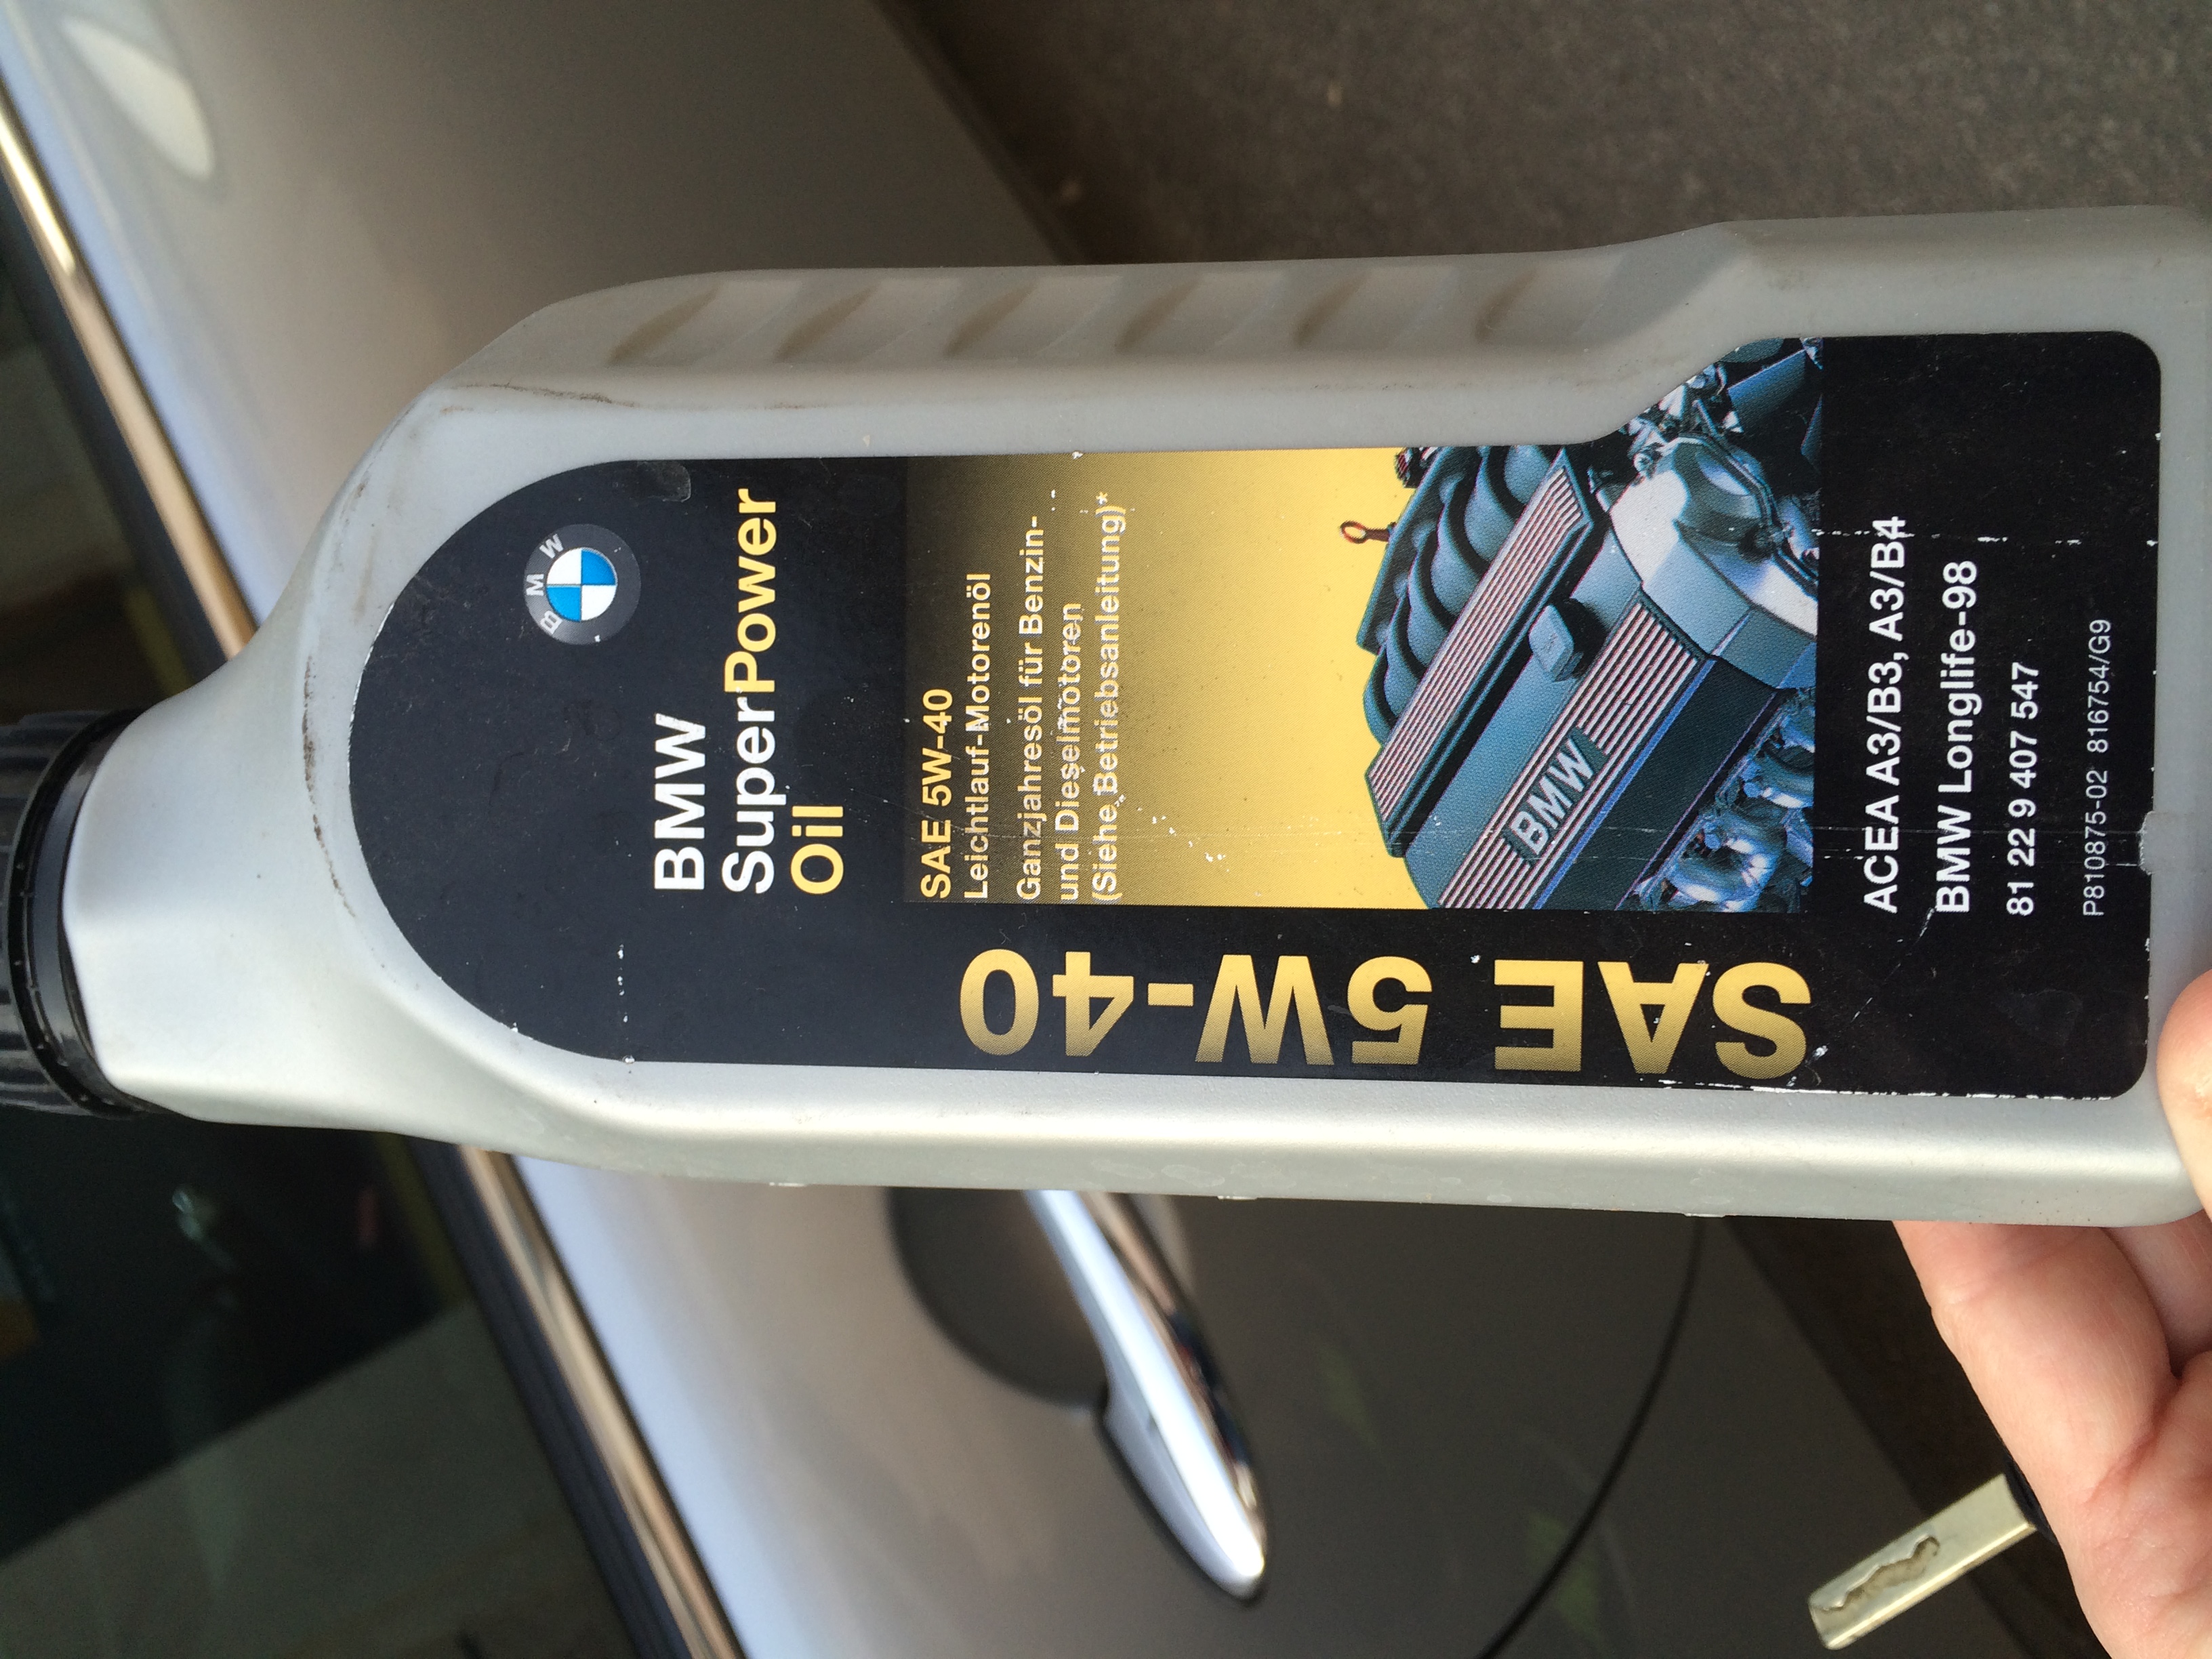 BMW
BMW
SuperPower
Oil
SAE 5W-40
Leichtlauf-Motorenöl
Ganzjahresöl für Benzin-
und Dieselmotoren
(Siehe Betriebsanleitung)*
BMW
SAE 5W-40
ACEA A3/B3, A3/B4
BMW Longlife-98
81 22 9 407 547
P810875-02 816754/G9